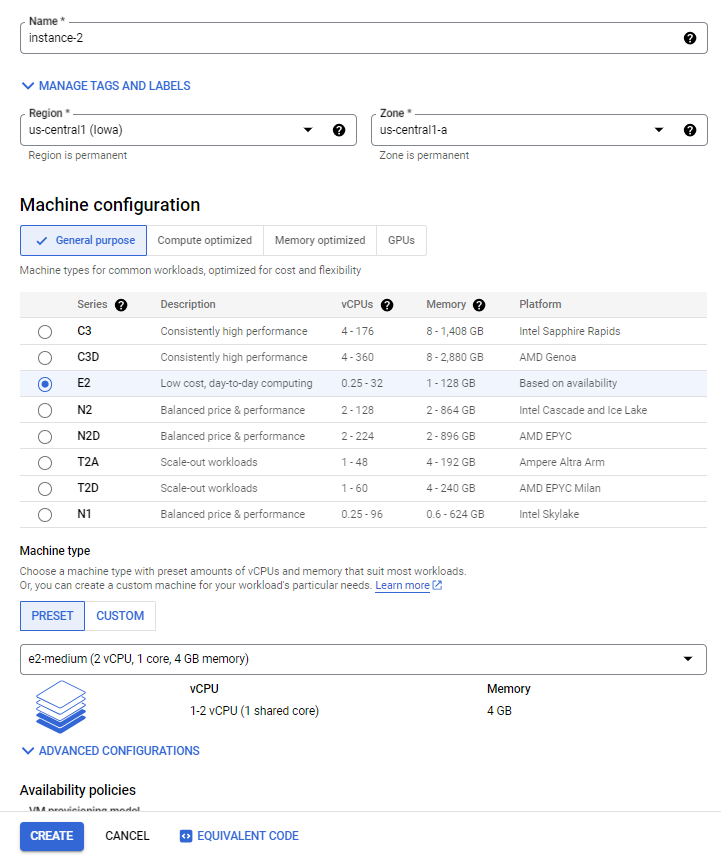 Name *
instance-2
MANAGE TAGS AND LABELS
Region * Zone *
us-central1 (Iowa) us-central1-a
Region is permanent Zone is permanent
Machine configuration
General purpose Compute optimized Memory optimized GPUs
Machine types for common workloads, optimized for cost and flexibility
Series Description vCPUs Memory Platform
C3 Consistently high performance 4 - 176 8 - 1,408 GB Intel Sapphire Rapids
C3D Consistently high performance 4 - 360 8 - 2,880 GB AMD Genoa
E2 Low cost, day-to-day computing 0.25 - 32 1 - 128 GB Based on availability
N2 Balanced price & performance 2 - 128 2 - 864 GB Intel Cascade and Ice Lake
N2D Balanced price & performance 2 - 224 2 - 896 GB AMD EPYC
T2A Scale-out workloads 1 - 48 4 - 192 GB Ampere Altra Arm
T2D Scale-out workloads 1 - 60 4 - 240 GB AMD EPYC Milan
N1 Balanced price & performance 0.25 - 96 0.6 - 624 GB Intel Skylake
Machine type
Choose a machine type with preset amounts of vCPUs and memory that suit most workloads.
Or, you can create a custom machine for your workload's particular needs. Learn more
PRESET CUSTOM
e2-medium (2 vCPU, 1 core, 4 GB memory)
vCPU Memory
1-2 vCPU (1 shared core) 4 GB
ADVANCED CONFIGURATIONS
Availability policies
VM provisioning model
CREATE CANCEL EQUIVALENT CODE